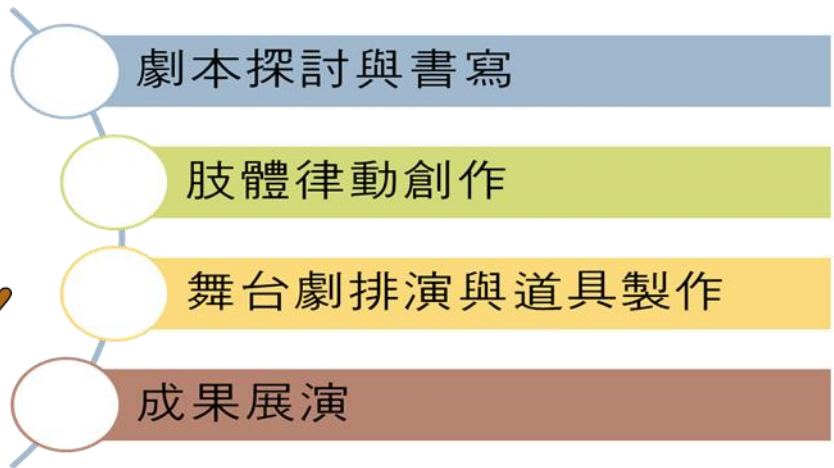 劇本探討與書寫
肢體律動創作
舞台劇排演與道具製作
成果展演